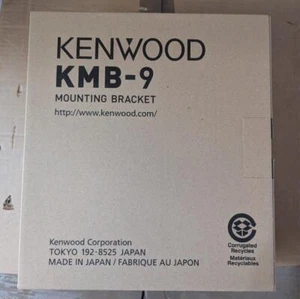 KENWOOD
KMB-9
MOUNTING BRACKET
http://www.kenwood.com/
Kenwood Corporation
TOKYO 192-8525 JAPAN
MADE IN JAPAN / FABRIQUE AU JAPON
Corrugated
Recycles
Matériaux
Recyclables